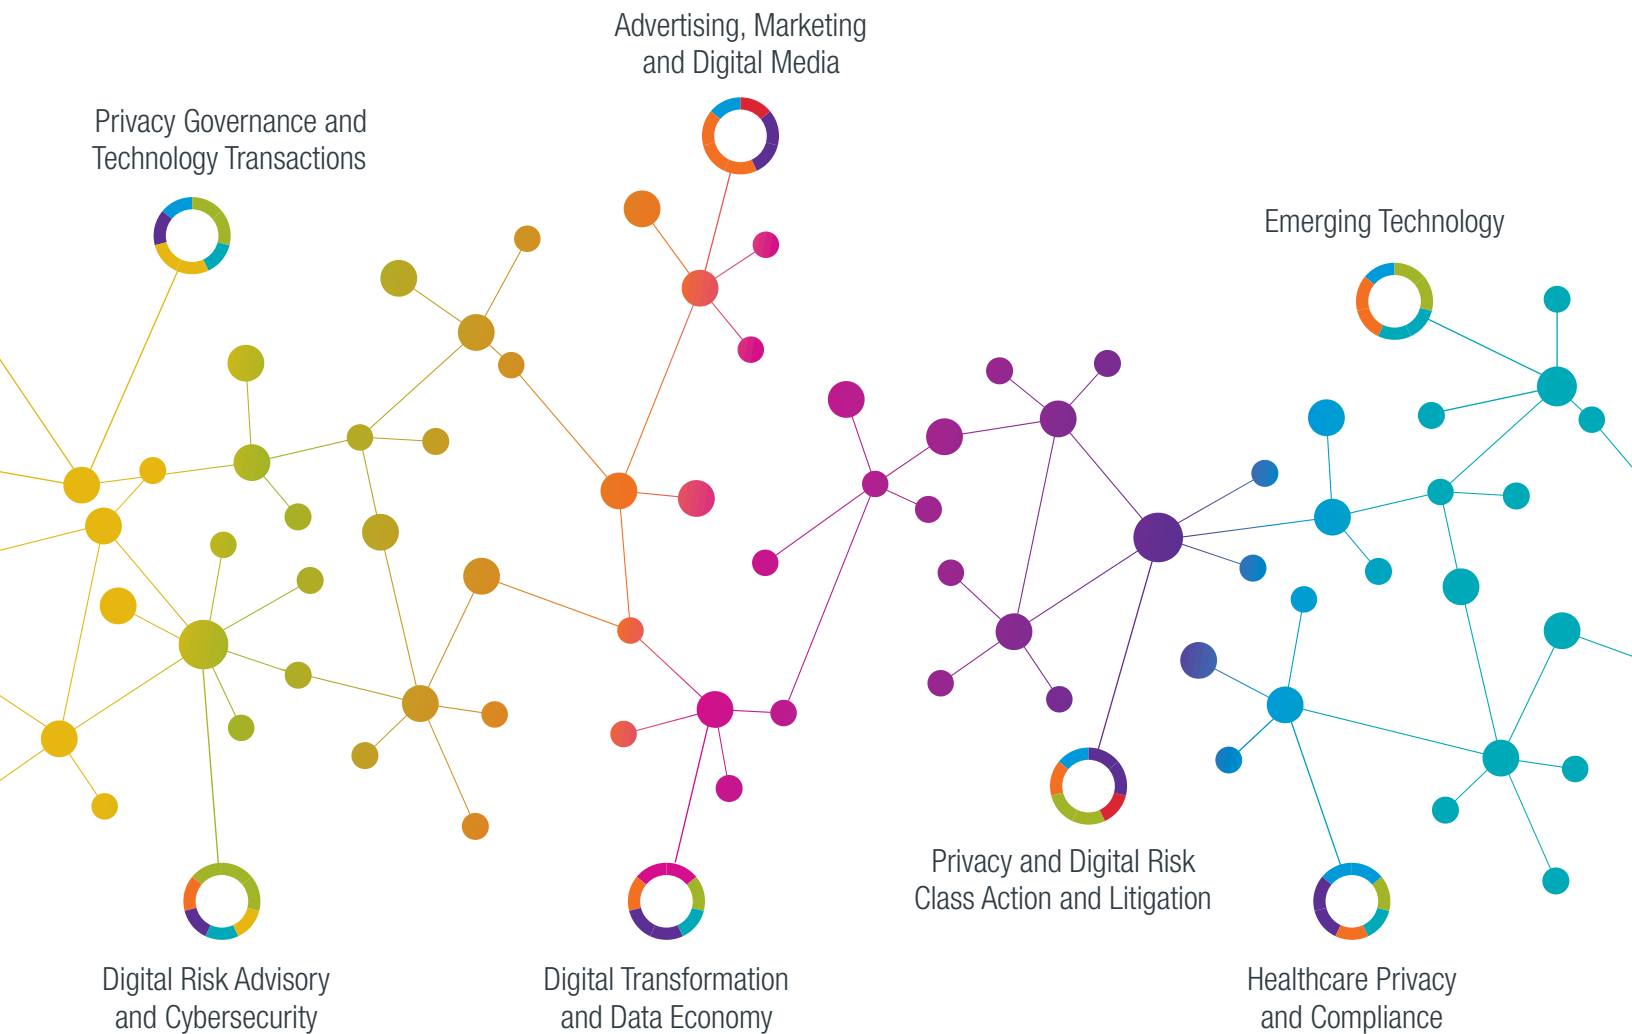 Advertising, Marketing
and Digital Media
Privacy Governance and
Technology Transactions
Emerging Technology
Privacy and Digital Risk
Class Action and Litigation
Digital Risk Advisory
and Cybersecurity
Digital Transformation
and Data Economy
Healthcare Privacy
and Compliance